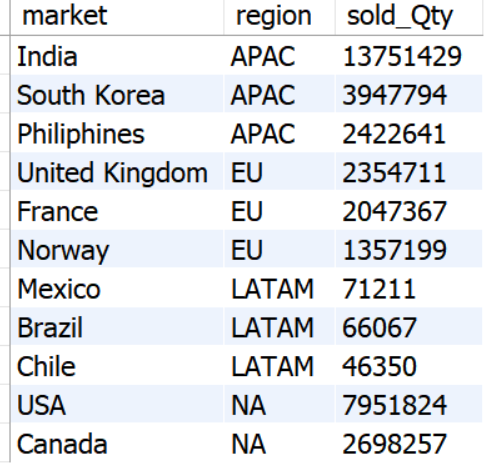 market region sold_Qty
India APAC 13751429
South Korea APAC 3947794
Philiphines APAC 2422641
United Kingdom EU 2354711
France EU 2047367
Norway EU 1357199
Mexico LATAM 71211
Brazil LATAM 66067
Chile LATAM 46350
USA NA 7951824
Canada NA 2698257